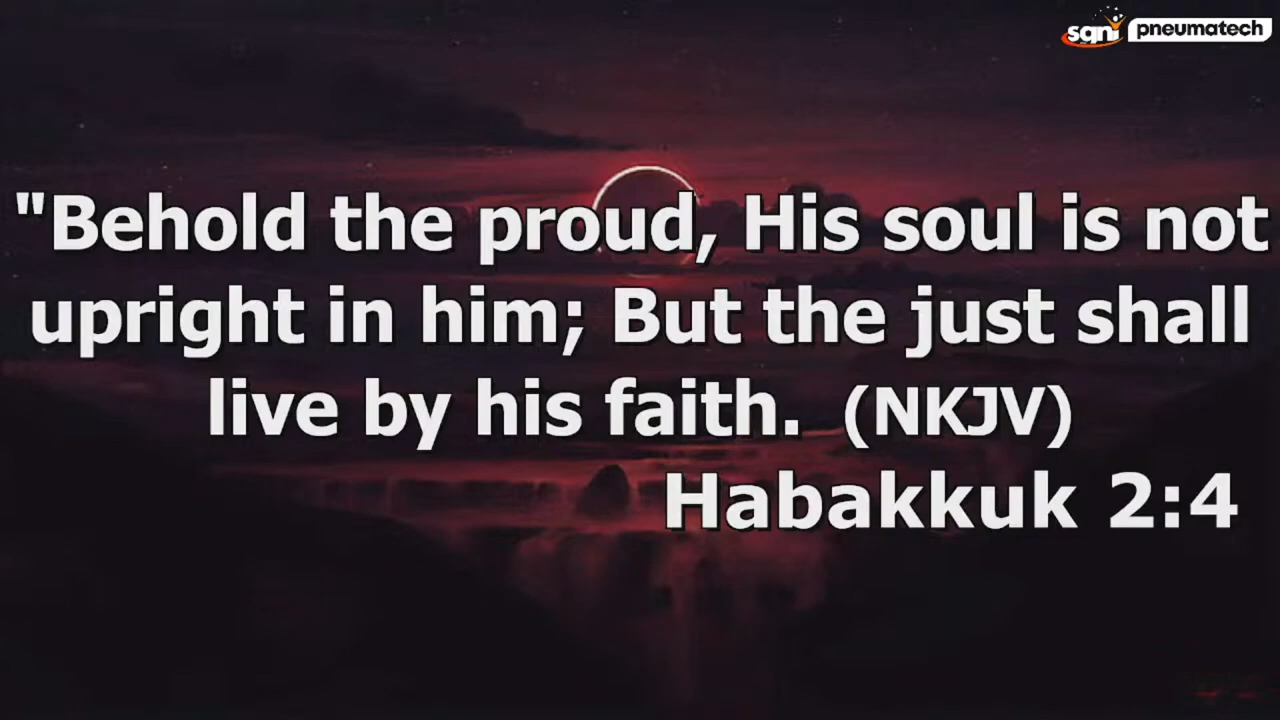 sqni pneumatech
"Behold the proud, His soul is not
upright in him; But the just shall
live by his faith. (NKJV)
Habakkuk 2:4